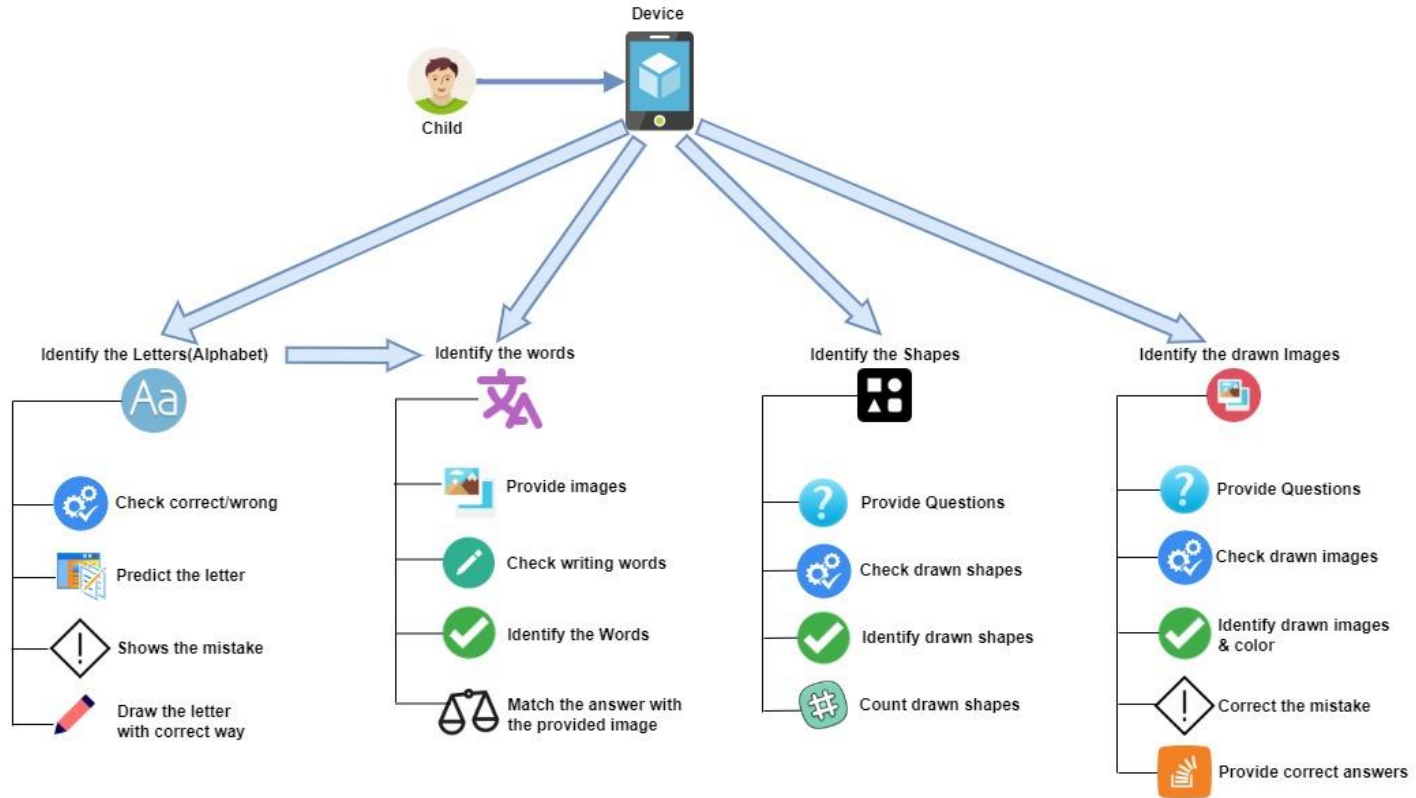 Device
Child
Identify the Letters(Alphabet)
Aa
Check correct/wrong
Predict the letter
Shows the mistake
Draw the letter
with correct way
Identify the words
文A
Provide images
Check writing words
Identify the Words
Match the answer with
the provided image
Identify the Shapes
Provide Questions
Check drawn shapes
Identify drawn shapes
Count drawn shapes
Identify the drawn Images
Provide Questions
Check drawn images
Identify drawn images
& color
Correct the mistake
Provide correct answers